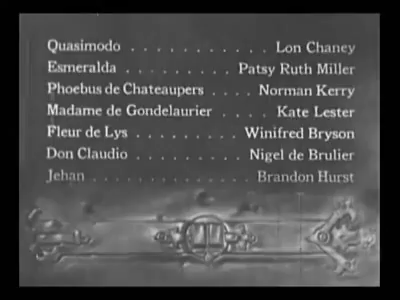 Quasimodo . . . . . . . . . . . Lon Chaney
Esmeralda . . . . . . . . . Patsy Ruth Miller
Phoebus de Chateaupers . . . . Norman Kerry
Madame de Gondelaurier . . . . Kate Lester
Fleur de Lys . . . . . . . . . Winifred Bryson
Don Claudio . . . . . . . . . Nigel de Brulier
Jehan . . . . . . . . . . . . . Brandon Hurst